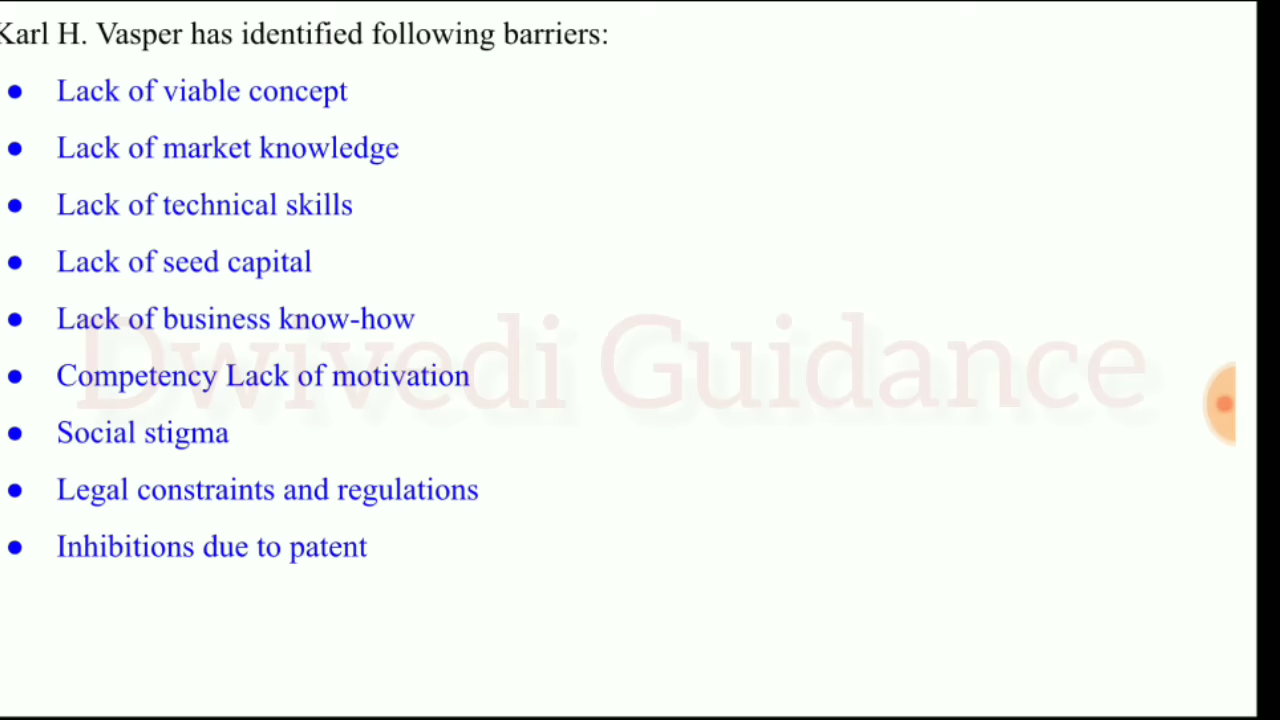 Karl H. Vasper has identified following barriers:
● Lack of viable concept
● Lack of market knowledge
● Lack of technical skills
● Lack of seed capital
● Lack of business know-how
● Competency Lack of motivation
● Social stigma
● Legal constraints and regulations
● Inhibitions due to patent
Dwivedi Guidance